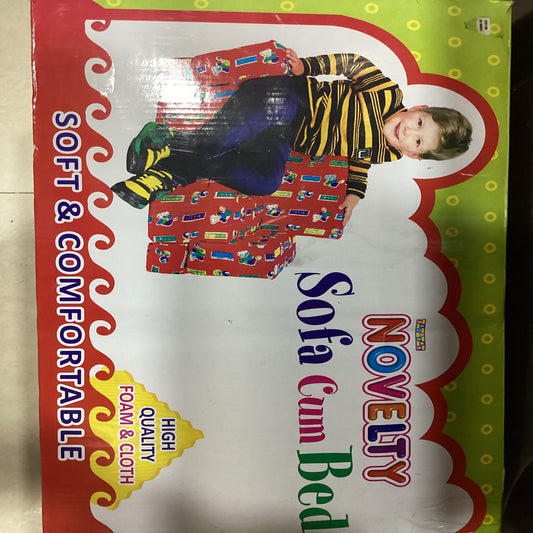 NOVELTY
Sofa Cum Bed
HIGH
QUALITY
FOAM & CLOTH
SOFT & COMFORTABLE